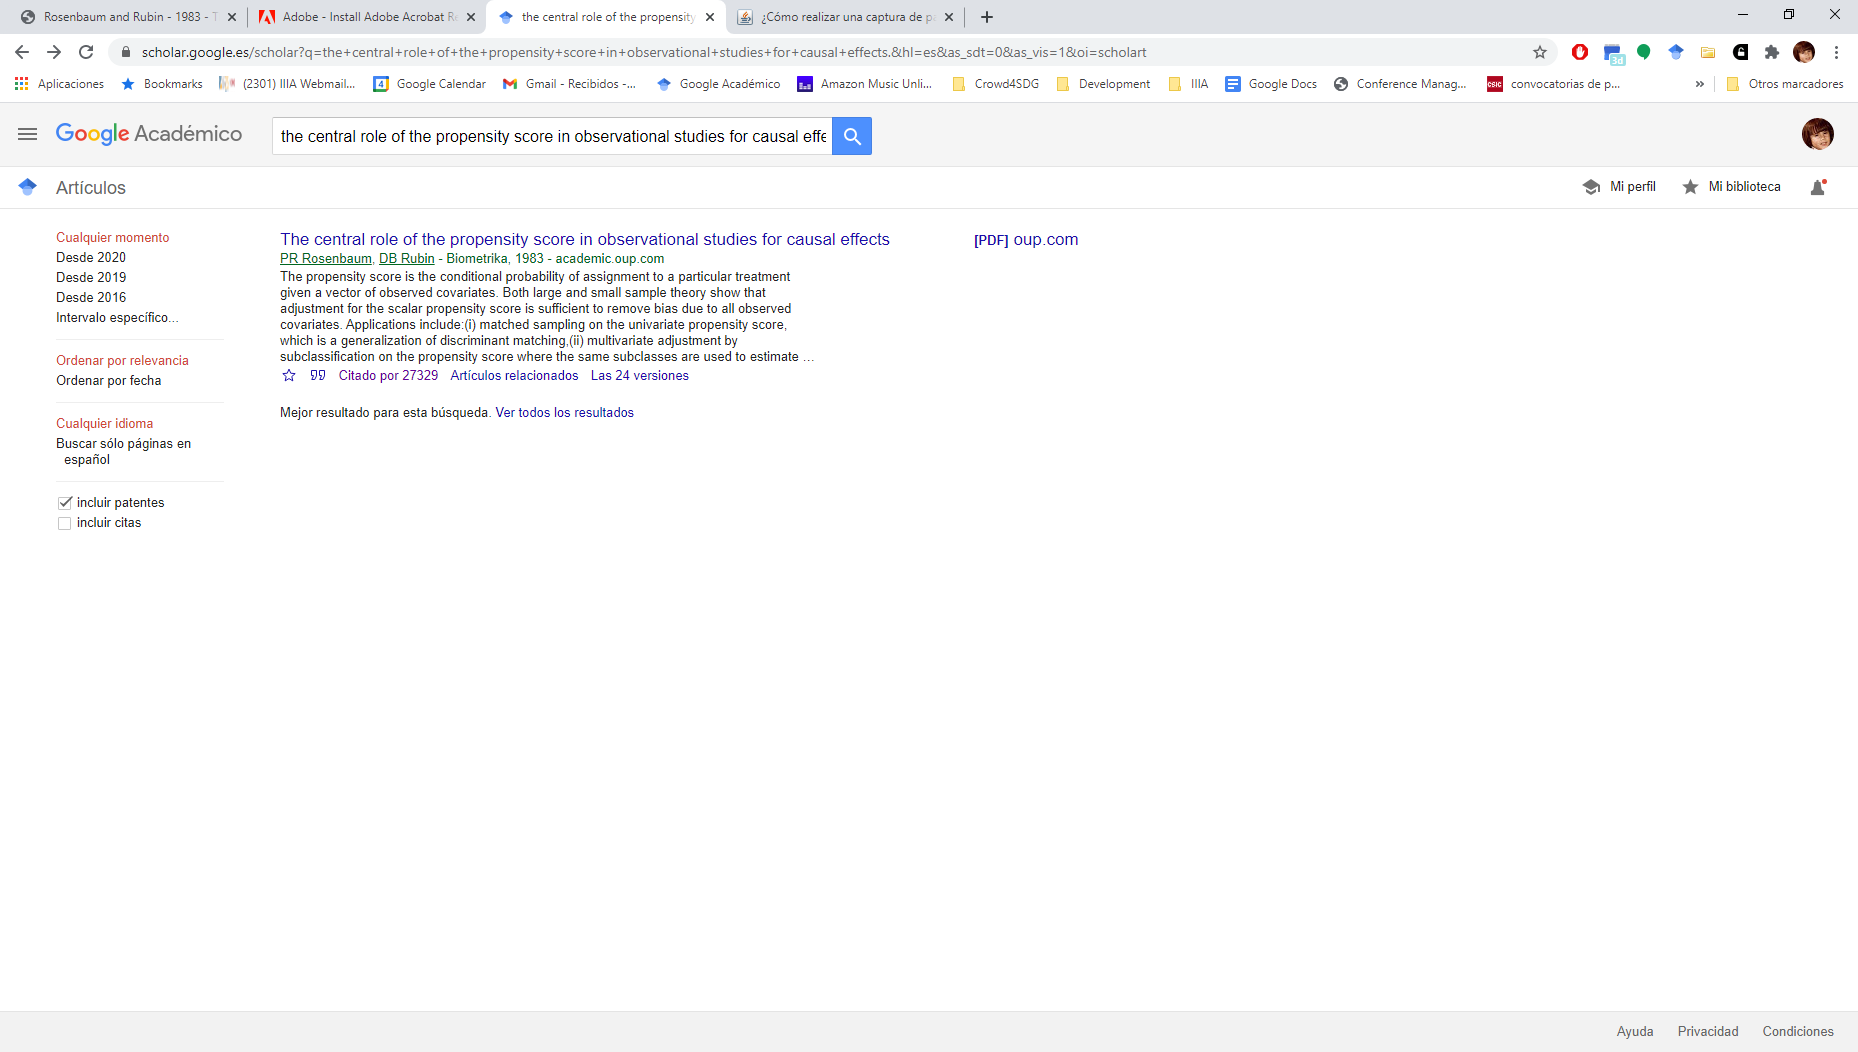 Rosenbaum and Rubin - 1983 - T
Adobe - Install Adobe Acrobat Re
the central role of the propensity
¿Cómo realizar una captura de pa
scholar.google.es/scholar?q=the+central+role+of+the+propensity+score+in+observational+studies+for+causal+effects.&hl=es&as_sdt=0&as_vis=1&oi=scholart
3d
Aplicaciones
Bookmarks
(2301) IIIA Webmail...
4
Google Calendar
Gmail - Recibidos -...
Google Académico
Amazon Music Unli...
Crowd4SDG
Development
IIIA
Google Docs
Conference Manag...
CSIC
convocatorias de p...
»
Otros marcadores
Google Académico
the central role of the propensity score in observational studies for causal effe
Artículos
Mi perfil
Mi biblioteca
Cualquier momento
Desde 2020
Desde 2019
Desde 2016
Intervalo específico...
Ordenar por relevancia
Ordenar por fecha
Cualquier idioma
Buscar sólo páginas en
español
incluir patentes
incluir citas
The central role of the propensity score in observational studies for causal effects
PR Rosenbaum, DB Rubin - Biometrika, 1983 - academic.oup.com
The propensity score is the conditional probability of assignment to a particular treatment
given a vector of observed covariates. Both large and small sample theory show that
adjustment for the scalar propensity score is sufficient to remove bias due to all observed
covariates. Applications include:(i) matched sampling on the univariate propensity score,
which is a generalization of discriminant matching,(ii) multivariate adjustment by
subclassification on the propensity score where the same subclasses are used to estimate …
Citado por 27329 Artículos relacionados Las 24 versiones
[PDF] oup.com
Mejor resultado para esta búsqueda. Ver todos los resultados
Ayuda
Privacidad
Condiciones